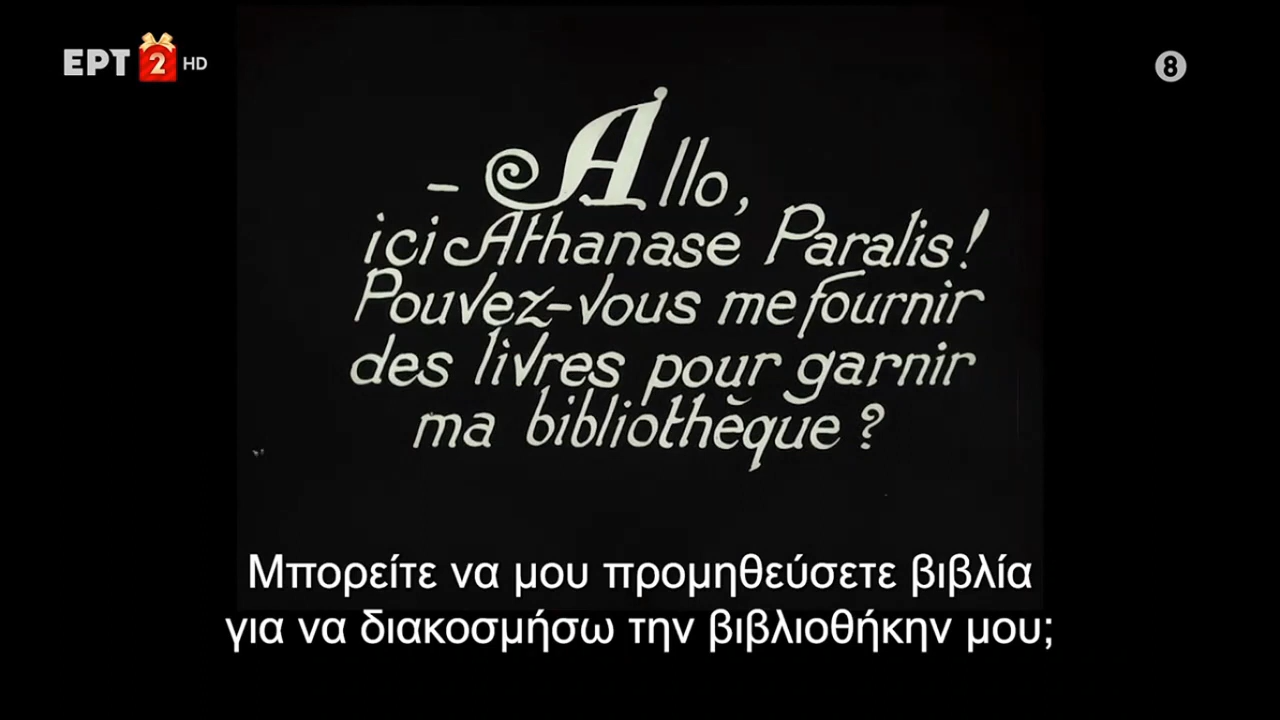 ΕΡΤ 2 HD
8
- Allo,
ici Athanase Paralis!
Pouvez-vous me fournir
des livres pour garnir
ma bibliothèque ?
Μπορείτε να μου προμηθεύσετε βιβλία
για να διακοσμήσω την βιβλιοθήκην μου;